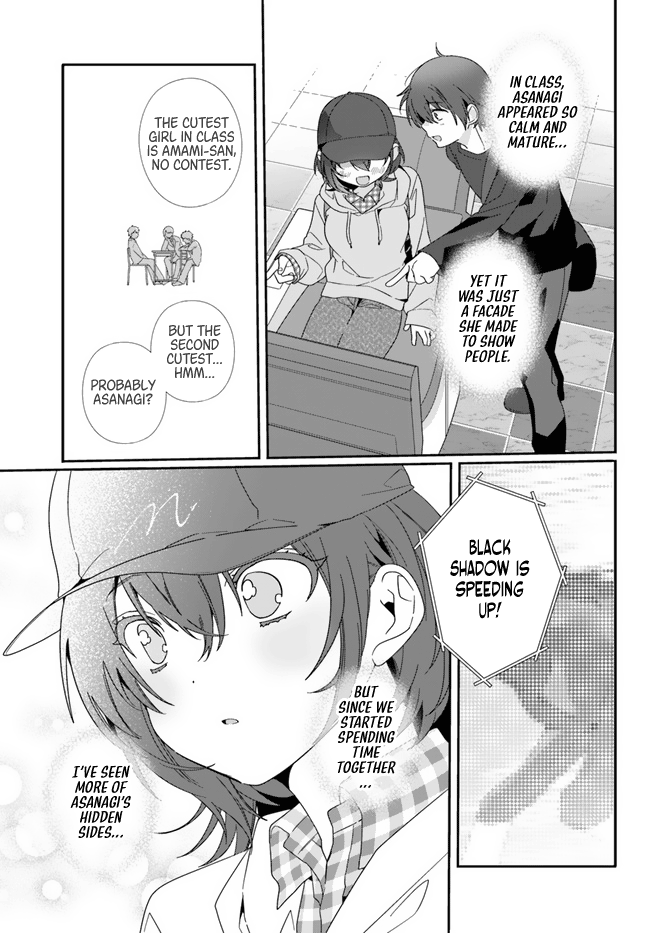 IN CLASS,
ASANAGI
APPEARED SO
CALM AND
MATURE...
YET IT
WAS JUST
A FACADE
SHE MADE
TO SHOW
PEOPLE.
THE CUTEST
GIRL IN CLASS
IS AMAMI-SAN,
NO CONTEST.
BUT THE
SECOND
CUTEST...
HMM...
PROBABLY
ASANAGI?
BLACK
SHADOW IS
SPEEDING
UP!
BUT
SINCE WE
STARTED
SPENDING
TIME
TOGETHER
...
I'VE SEEN
MORE OF
ASANAGI'S
HIDDEN
SIDES...